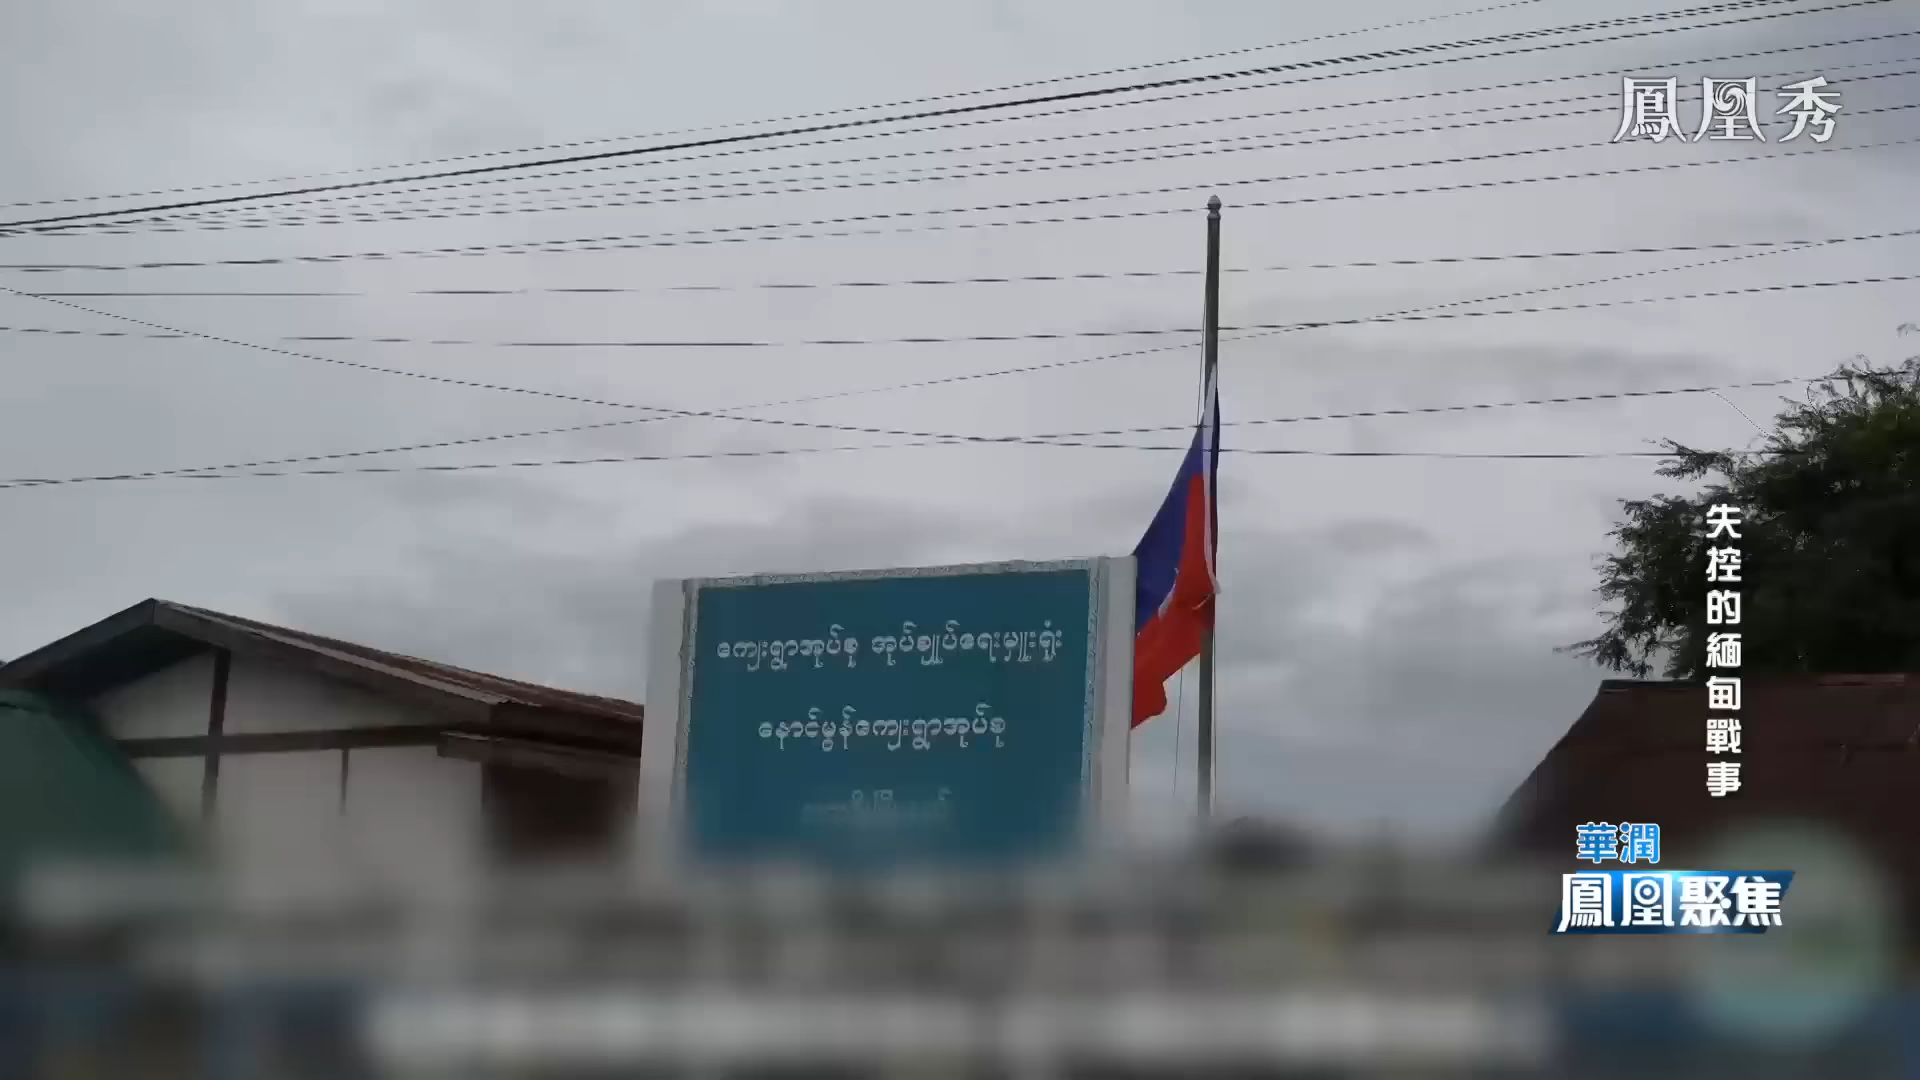 鳳凰秀
ကျေးရွာအုပ်စု အုပ်ချုပ်ရေးမှူးရုံး
နောင်မွန်ကျေးရွာအုပ်စု
失控的緬甸戰事
華潤
鳳凰聚焦